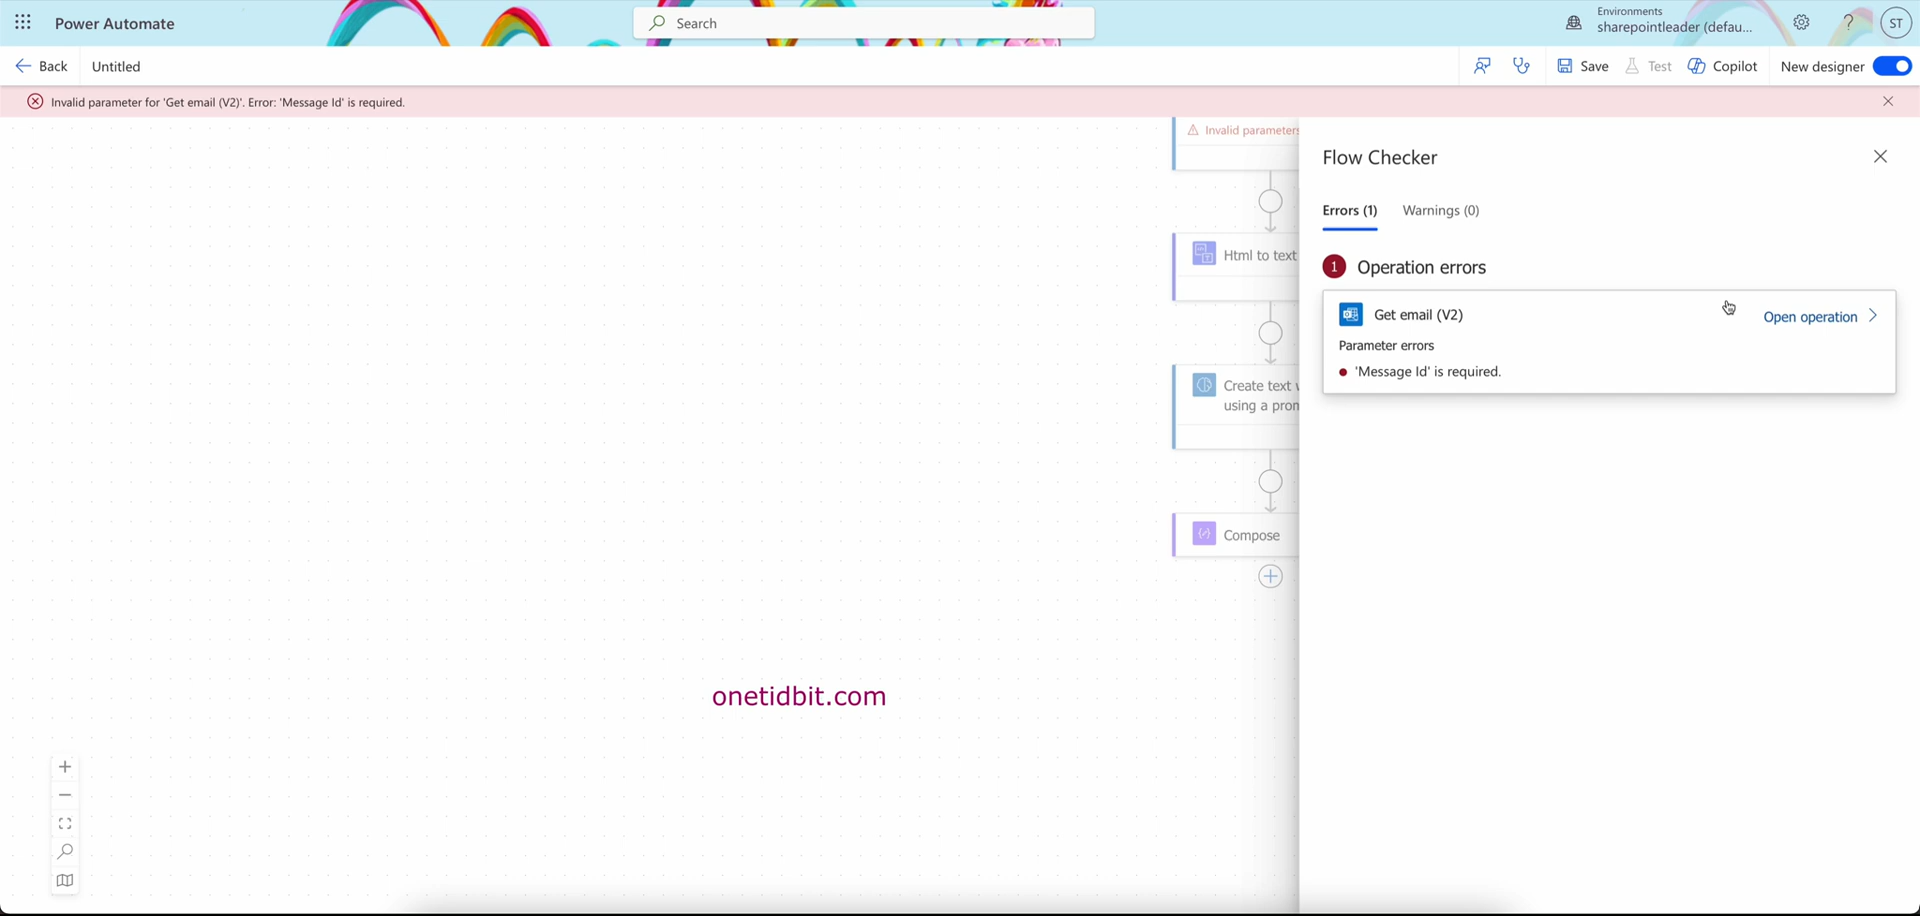 Power Automate
Search
Environments
sharepointleader (defau...
?
ST
Back
Untitled
Save
Test
Copilot
New designer
Invalid parameter for 'Get email (V2)'. Error: 'Message Id' is required.
Invalid parameters
Html to text
Create text
using a
Compose
Flow Checker
Errors (1)
Warnings (0)
1
Operation errors
Get email (V2)
Open operation
Parameter errors
'Message Id' is required.
onetidbit.com